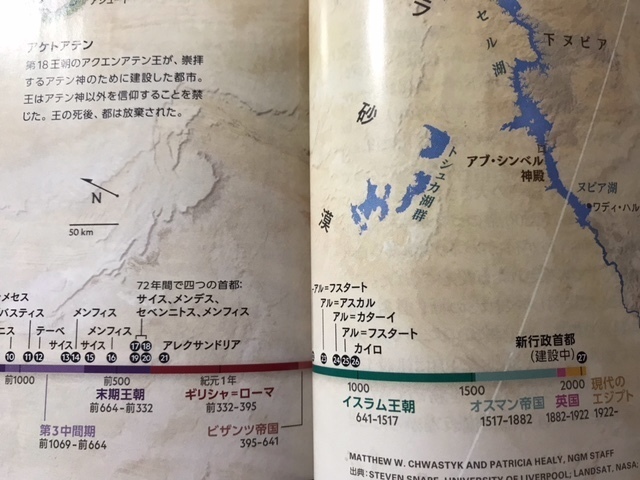 アケトアテン
第18王朝のアクエンアテン王が、崇拝
するアテン神のために建設した都市。
王はアテン神以外を信仰することを禁
じた。王の死後、都は放棄された。
N
50 km
セル湖
下ヌビア
砂
漠
トシュカ湖群
アブ・シンベル
神殿
ヌビア湖
ワディ・ハル
メセス
バスティス
ニス
テーベ
サイス
メンフィス
メンフィス
サイス
72年間で四つの首都:
サイス、メンデス、
セベンニトス、メンフィス
アレクサンドリア
10 11 12 13 14 15 16 17 18 19 20 21
前1000
前500
紀元1年
末期王朝
前664-前332
ギリシャ=ローマ
前332-395
第3中間期
前1069-前664
ビザンツ帝国
395-641
アル=フスタート
アル=アスカル
アル=カターイ
アル=フスタート
カイロ
23 24 25 26
新行政首都
(建設中) 27
1000
1500
2000
イスラム王朝
641-1517
オスマン帝国
1517-1882
英国
1882-1922
現代の
エジプト
1922-
MATTHEW W. CHWASTYK AND PATRICIA HEALY, NGM STAFF
出典: STEVEN SNAPE, UNIVERSITY OF LIVERPOOL; LANDSAT, NASA;